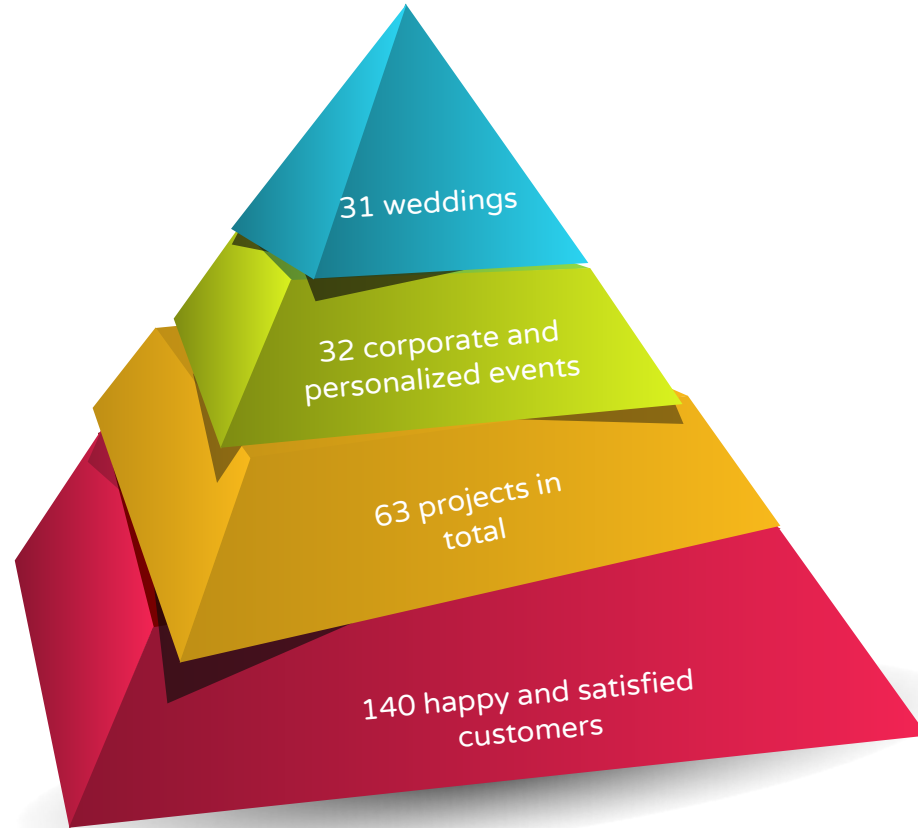 31 weddings
32 corporate and
personalized events
63 projects in
total
140 happy and satisfied
customers